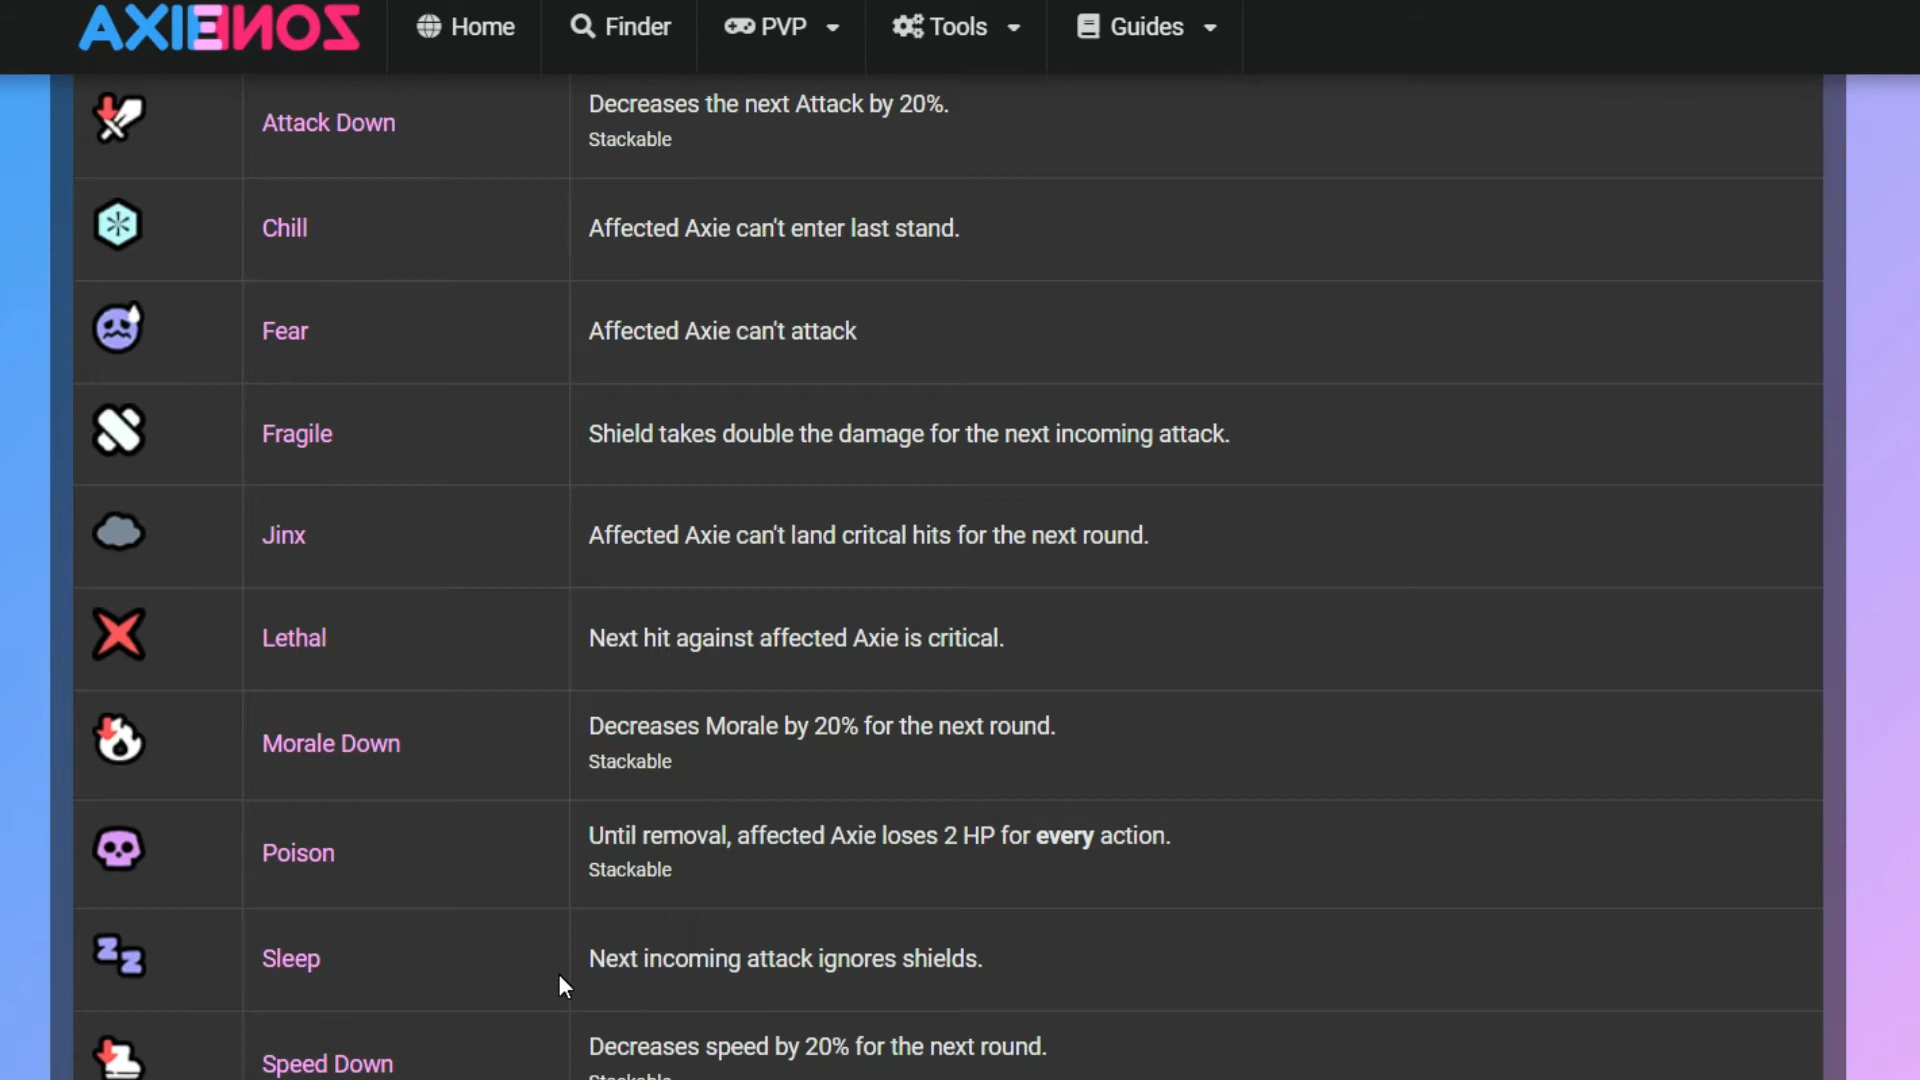 AXIE ZONE
Home
Finder
PVP
Tools
Guides
Attack Down
Decreases the next Attack by 20%.
Stackable
Chill
Affected Axie can't enter last stand.
Fear
Affected Axie can't attack
Fragile
Shield takes double the damage for the next incoming attack.
Jinx
Affected Axie can't land critcal hits for the next round.
Lethal
Next hit against affected Axie is critical.
Morale Down
Decreases Morale by 20% for the next round.
Stackable
Poison
Until removal, affected Axie loses 2 HP for every action.
Stackable
Sleep
Next incoming attack ignores shields.
Speed Down
Decreases speed by 20% for the next round.
Stackable